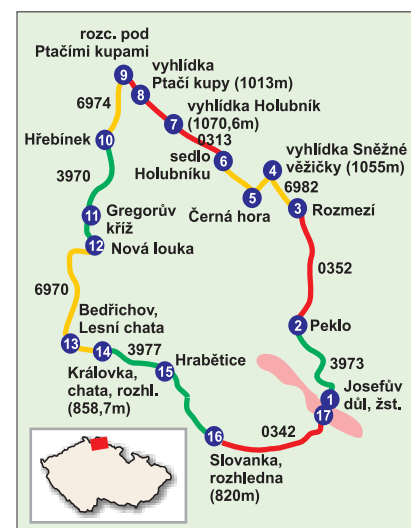 rozc. pod
Ptačími kupami
9
vyhlídka
Ptačí kupy (1013m)
8
6974
7
vyhlídka Holubník
(1070,6m)
0313
Hřebínek
10
sedlo
Holubníku
6
4
vyhlídka Sněžné
věžičky (1055m)
6982
3970
5
Černá hora
3
Rozmezí
11
Gregorův
kříž
12
Nová louka
0352
6970
Bedřichov,
Lesní chata
2
Peklo
13
14
3977
Hrabětice
15
3973
Královka,
chata, rozhl.
(858,7m)
1
Josefův
důl, žst.
17
16
0342
Slovanka,
rozhledna
(820m)